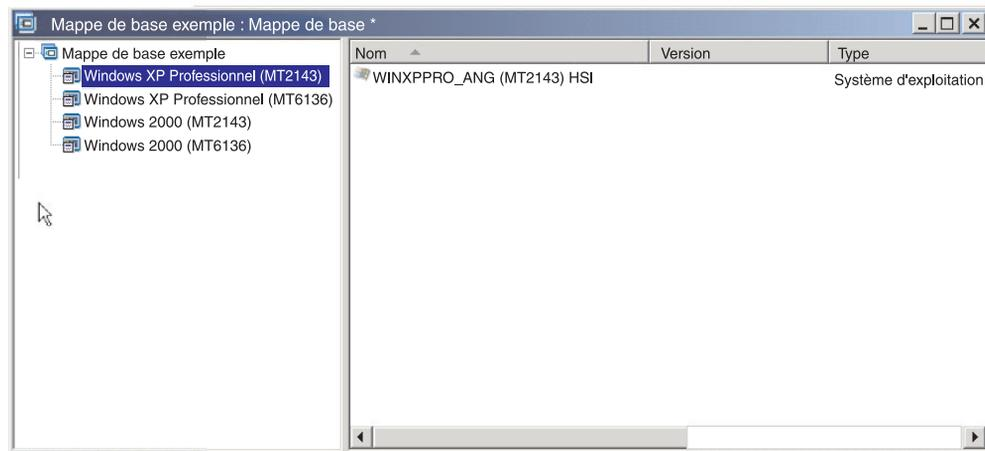 Mappe de base exemple : Mappe de base *
Mappe de base exemple
Windows XP Professionnel (MT2143)
Windows XP Professionnel (MT6136)
Windows 2000 (MT2143)
Windows 2000 (MT6136)
Nom Version Type
WINXPPRO_ANG (MT2143) HSI Système d'exploitation